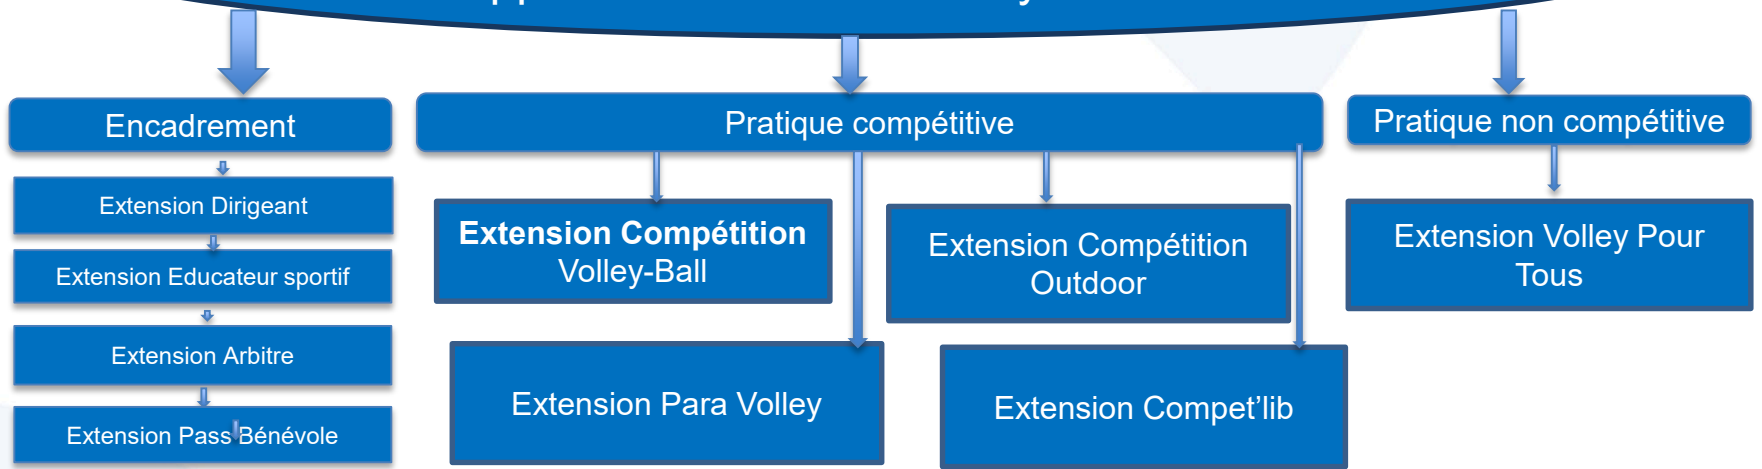 Encadrement
Extension Dirigeant
Extension Educateur sportif
Extension Arbitre
Extension Pass Bénévole
Pratique compétitive
Extension Compétition
Volley-Ball
Extension Compétition
Outdoor
Extension Para Volley
Extension Compet’lib
Pratique non compétitive
Extension Volley Pour
Tous